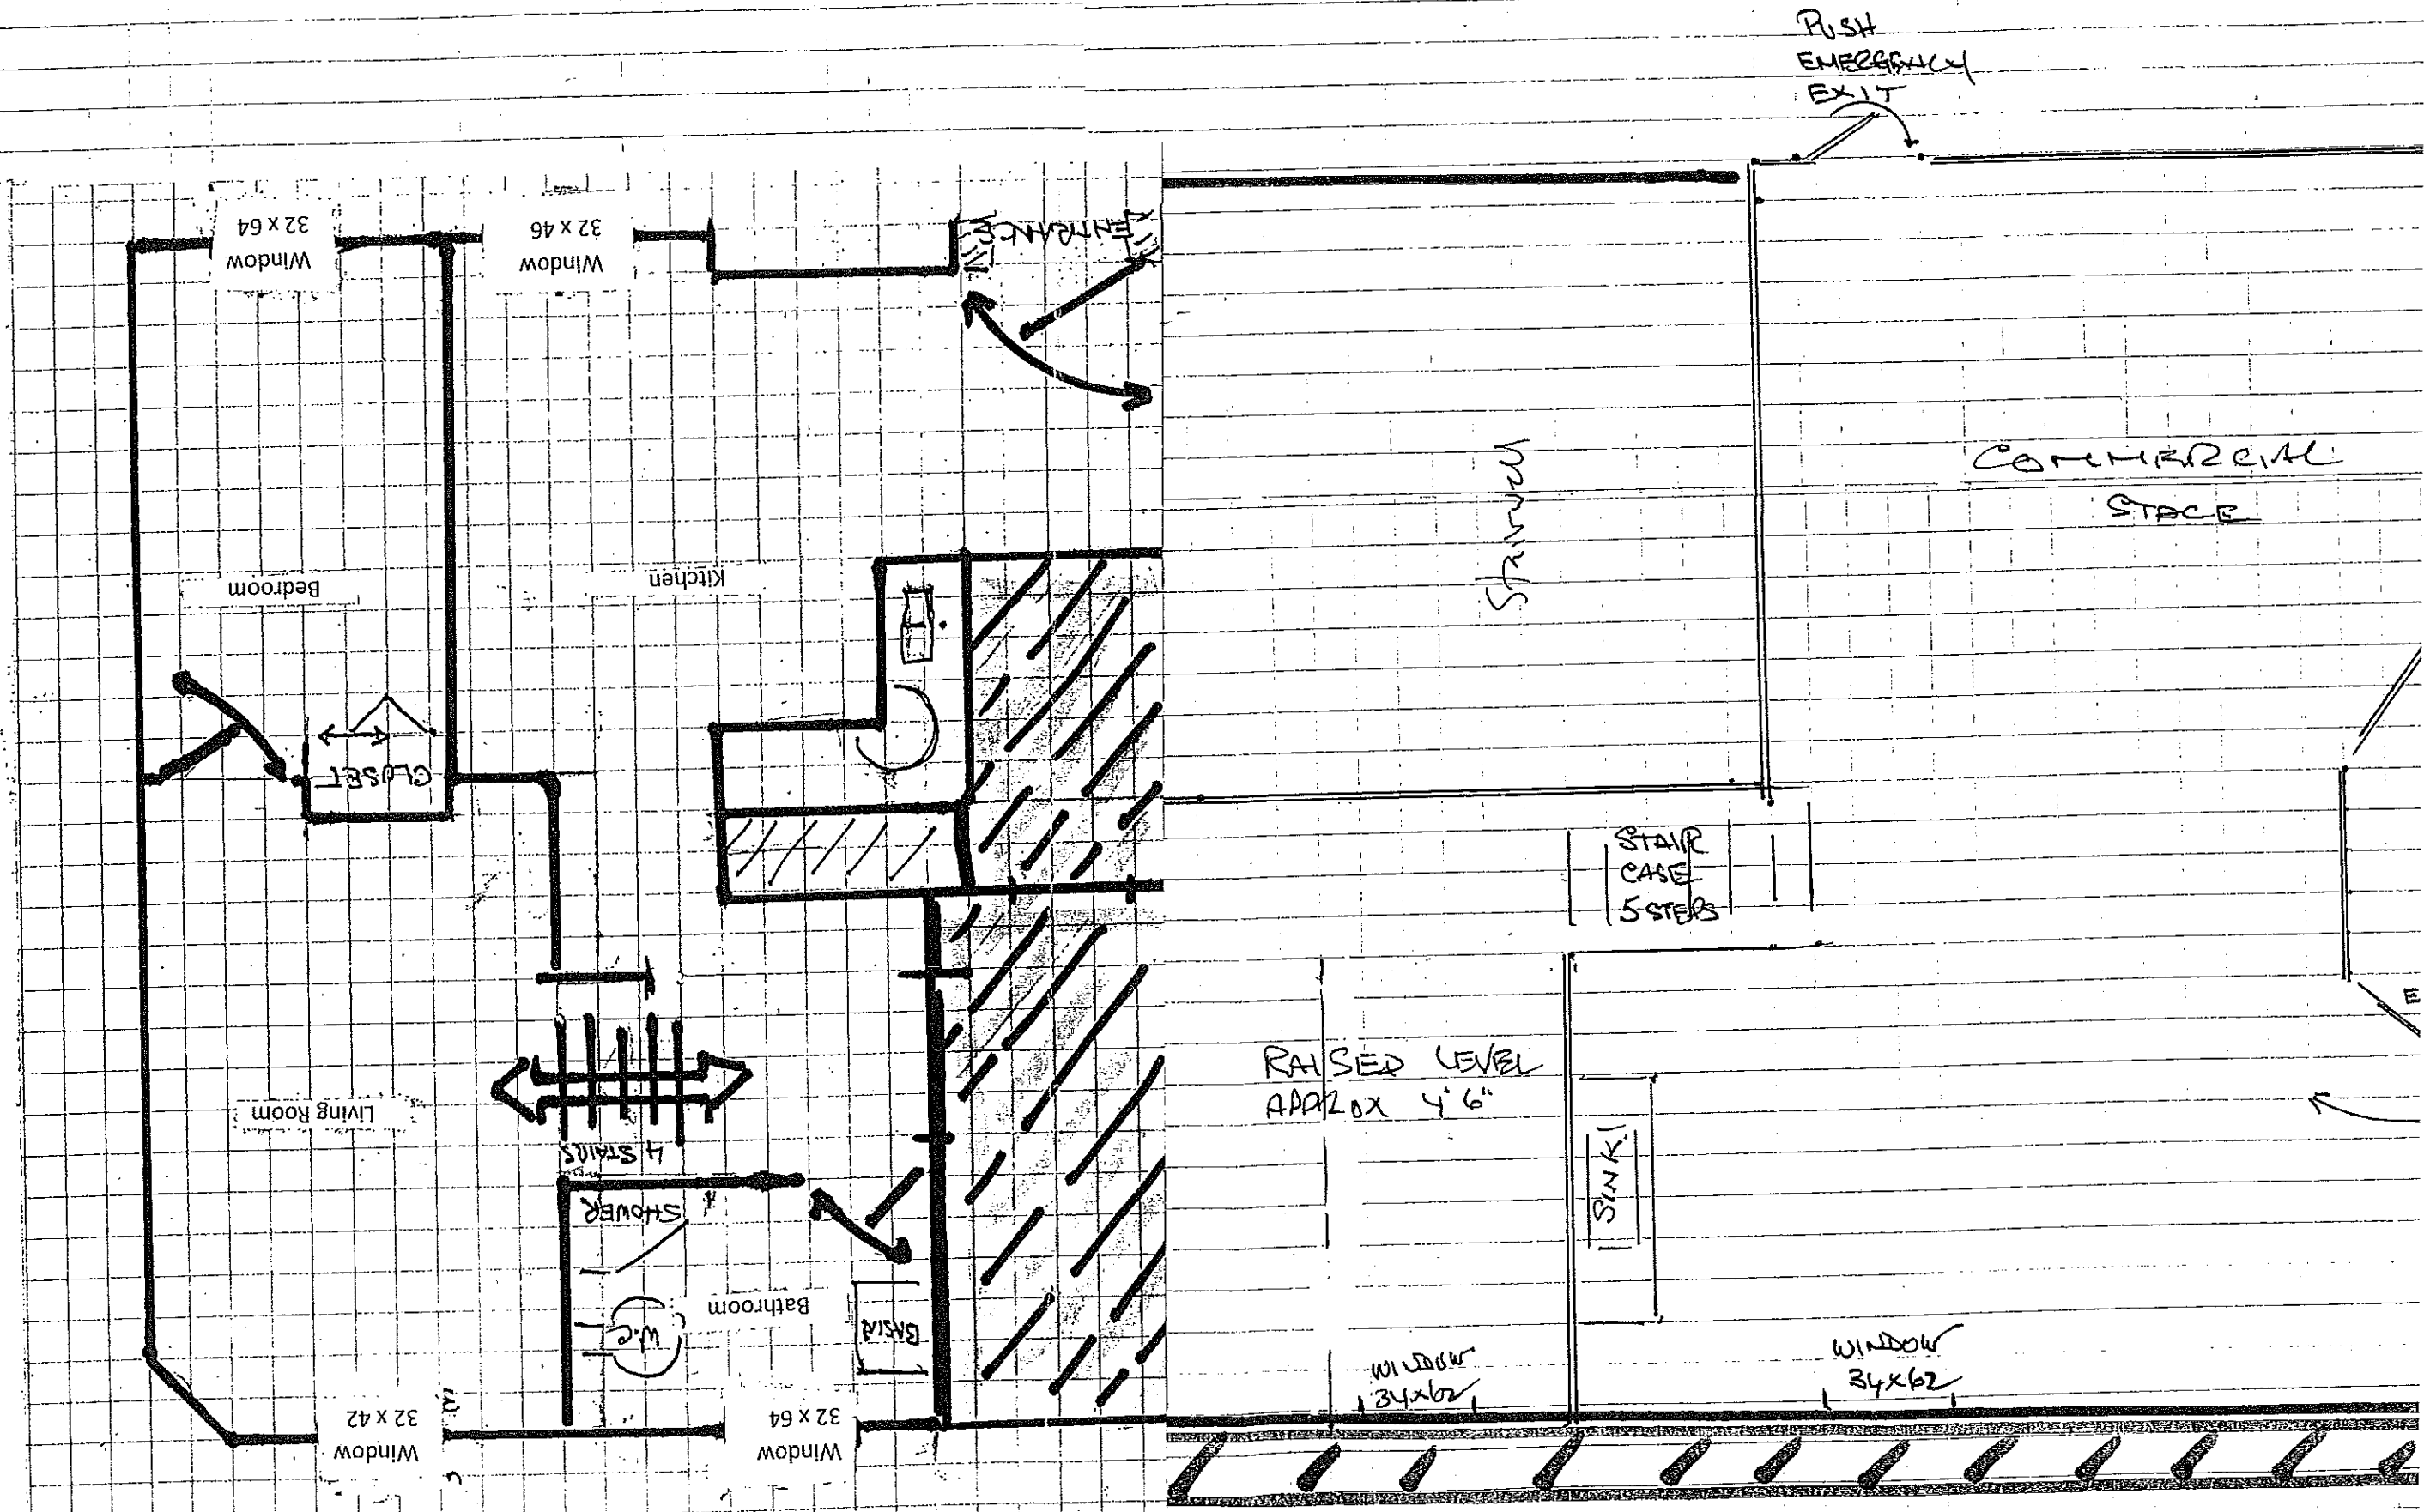 PUSH
EMERGENCY
EXIT
Window
32 x 64
Window
32 x 46
ENTRANCE
Stairwell
COMMERCIAL
STACE
Bedroom
Kitchen
CLOSET
STAIR
CASE
5 STEPS
Living Room
4 STAIRS
SHOWER
Bathroom
W.C
BASIN
RAISED LEVEL
APPROX 4' 6"
SINK
E
Window
32 x 42
Window
32 x 64
WINDOW
34x62
WINDOW
34x62